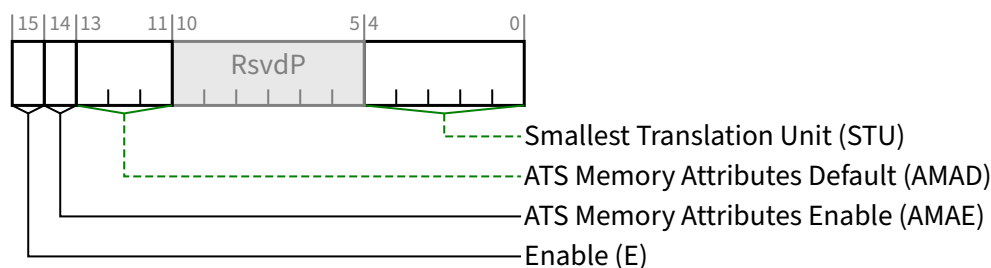 15 14 13 11 10 5 4 0
RsvdP
Smallest Translation Unit (STU)
ATS Memory Attributes Default (AMAD)
ATS Memory Attributes Enable (AMAE)
Enable (E)